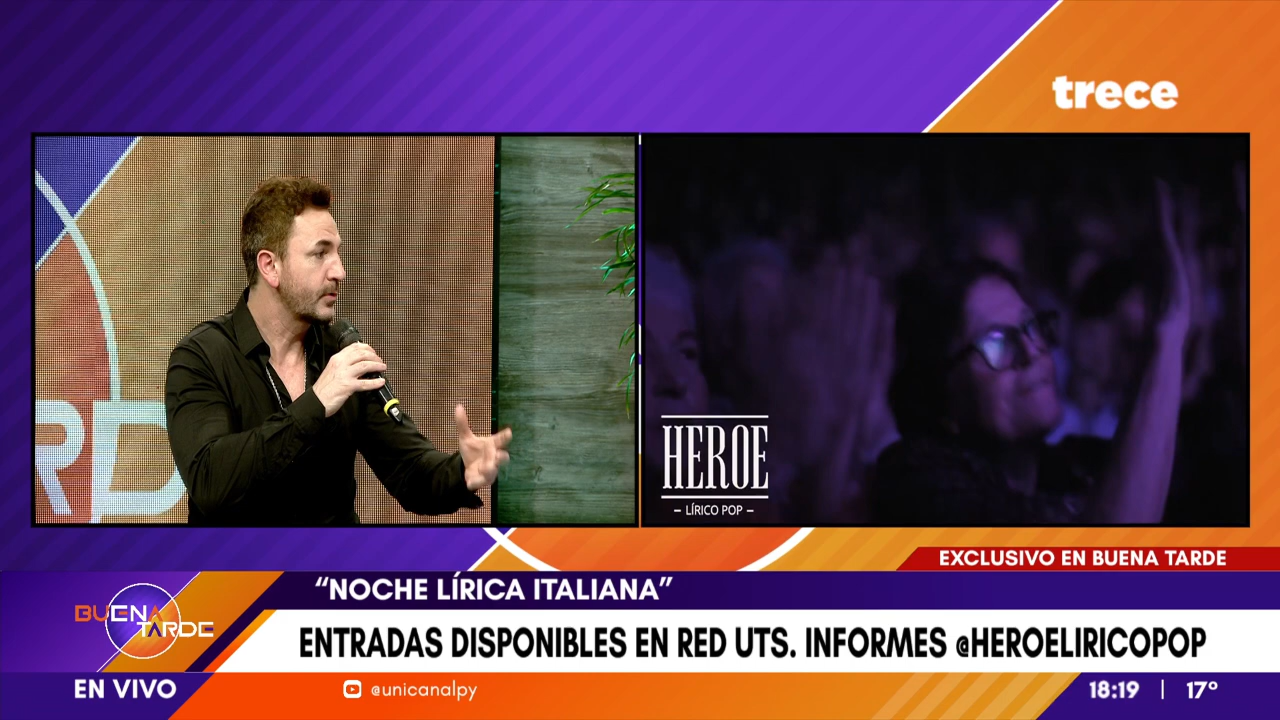 trece
RD
HEROE
– LÍRICO POP –
EXCLUSIVO EN BUENA TARDE
BUENA
TARDE
“NOCHE LÍRICA ITALIANA”
ENTRADAS DISPONIBLES EN RED UTS. INFORMES @HEROELIRICOPOP
EN VIVO
@unicanalpy
18:19 | 17°